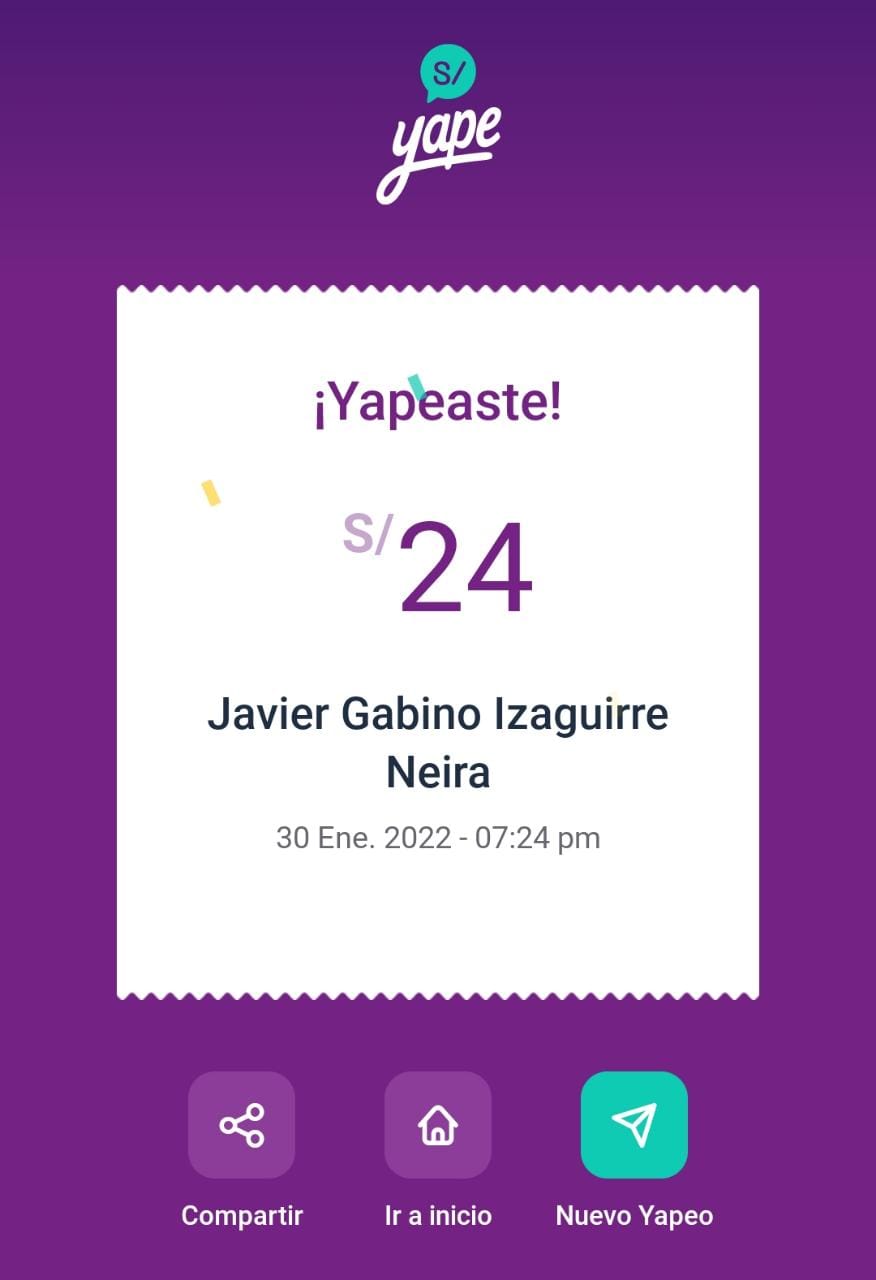 S/
yape
¡Yapeaste!
S/24
Javier Gabino Izaguirre
Neira
30 Ene. 2022 - 07:24 pm
Compartir
Ir a inicio
Nuevo Yapeo